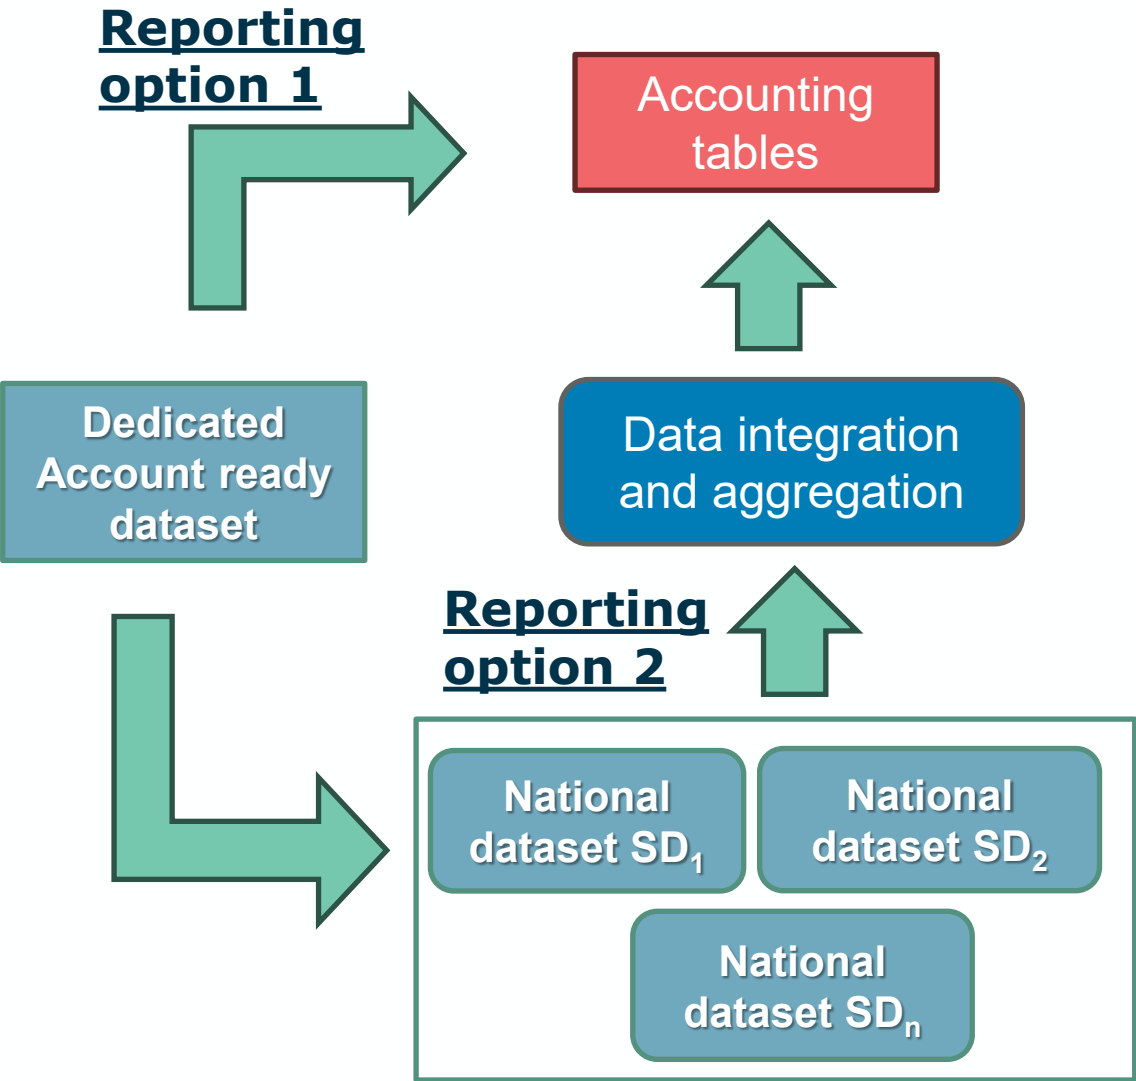 Reporting
option 1
Accounting
tables
Dedicated
Account ready
dataset
Data integration
and aggregation
Reporting
option 2
National
dataset SD₁
National
dataset SD₂
National
dataset SDₙ